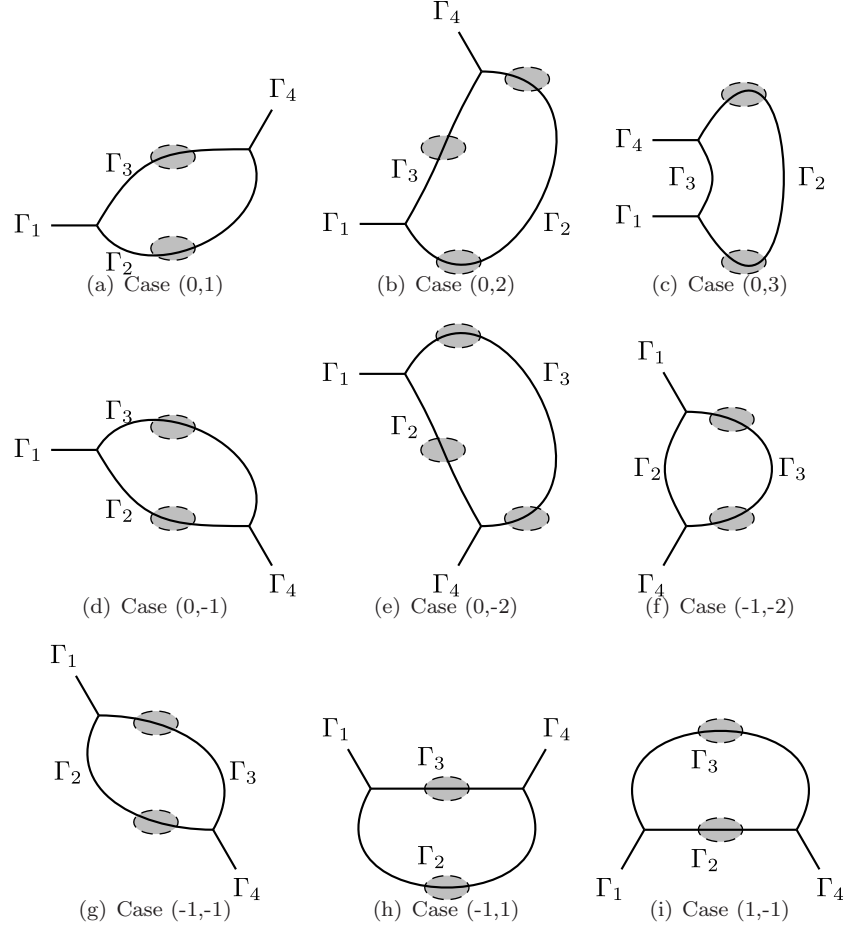 Γ4
Γ3
Γ1
Γ2
(a) Case (0,1)
Γ4
Γ3
Γ1
Γ2
(b) Case (0,2)
Γ4
Γ3
Γ2
Γ1
(c) Case (0,3)
Γ3
Γ1
Γ2
Γ4
(d) Case (0,-1)
Γ1
Γ3
Γ2
Γ4
(e) Case (0,-2)
Γ1
Γ2
Γ3
Γ4
(f) Case (-1,-2)
Γ1
Γ2
Γ3
Γ4
(g) Case (-1,-1)
Γ1
Γ4
Γ3
Γ2
(h) Case (-1,1)
Γ3
Γ2
Γ1
Γ4
(i) Case (1,-1)